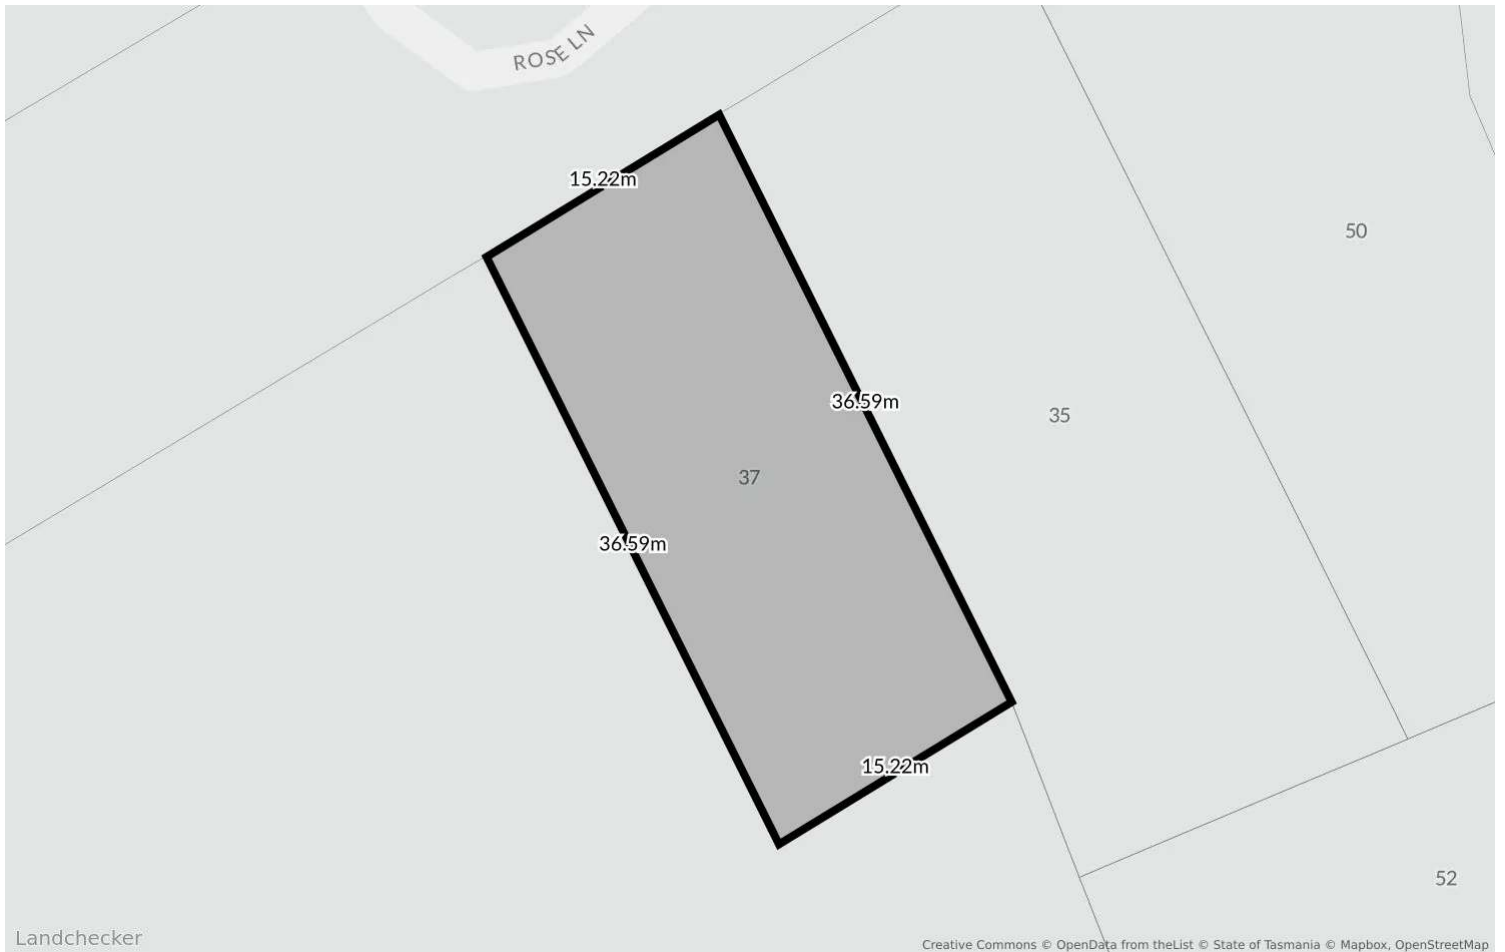 ROSE LN
15.22m
50
36.59m
35
37
36.59m
15.22m
52
Landchecker
Creative Commons © OpenData from theList © State of Tasmania © Mapbox, OpenStreetMap